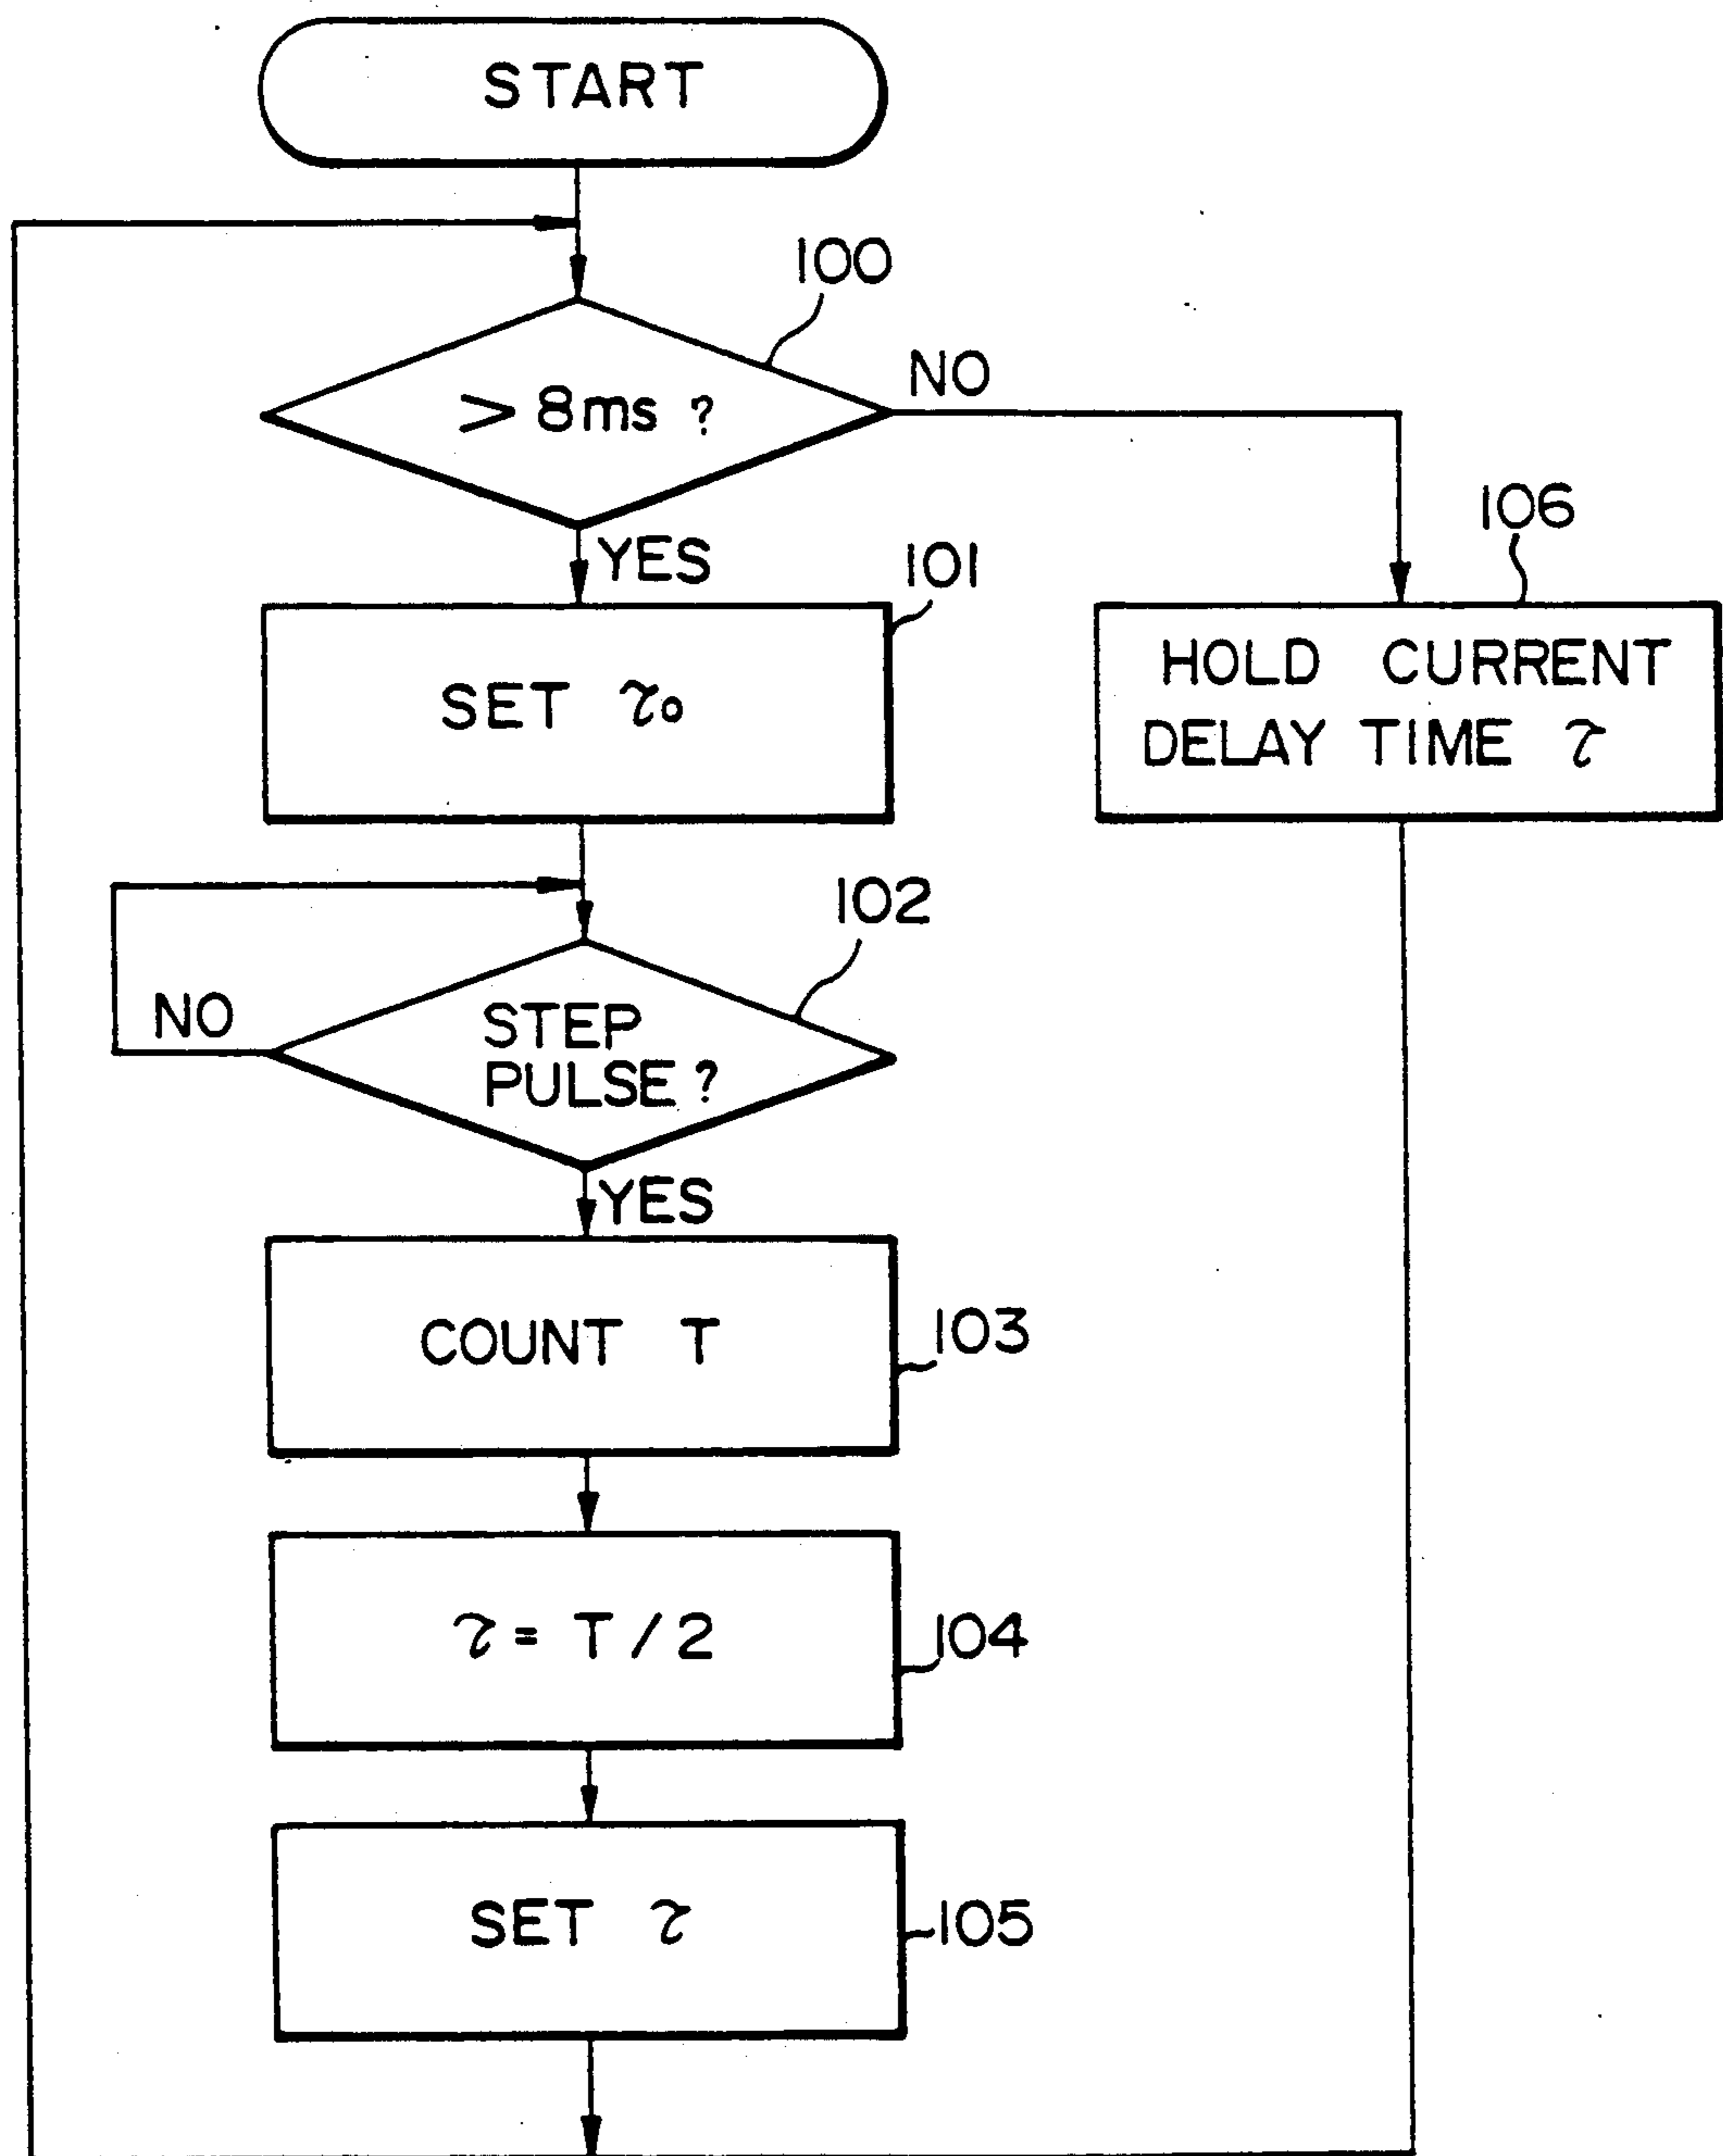 START
100
> 8ms ?
NO
YES
101
106
SET τ₀
HOLD CURRENT
DELAY TIME τ
102
NO
STEP
PULSE ?
YES
COUNT T
103
τ = T / 2
104
SET τ
105